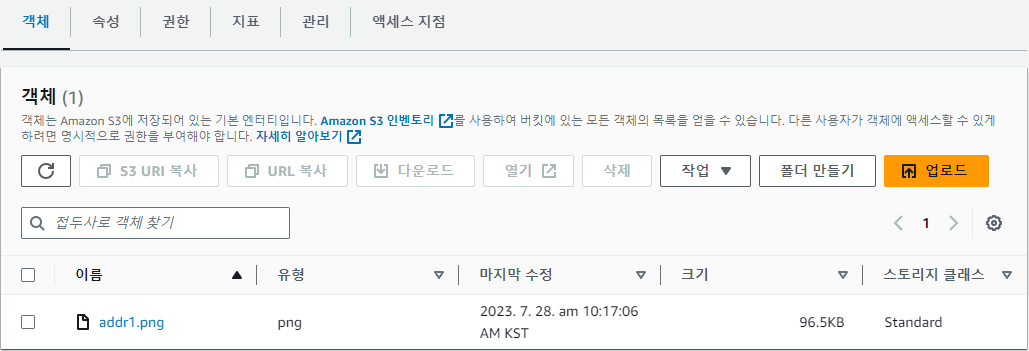 객체 속성 권한 지표 관리 액세스 지점
객체 (1)
객체는 Amazon S3에 저장되어 있는 기본 엔터티입니다. Amazon S3 인벤토리 를 사용하여 버킷에 있는 모든 객체의 목록을 얻을 수 있습니다. 다른 사용자가 객체에 액세스할 수 있게
하려면 명시적으로 권한을 부여해야 합니다. 자세히 알아보기
S3 URI 복사 URL 복사 다운로드 열기 삭제 작업 폴더 만들기 업로드
접두사로 객체 찾기 1
이름 유형 마지막 수정 크기 스토리지 클래스
addr1.png png 2023. 7. 28. am 10:17:06 96.5KB Standard
AM KST